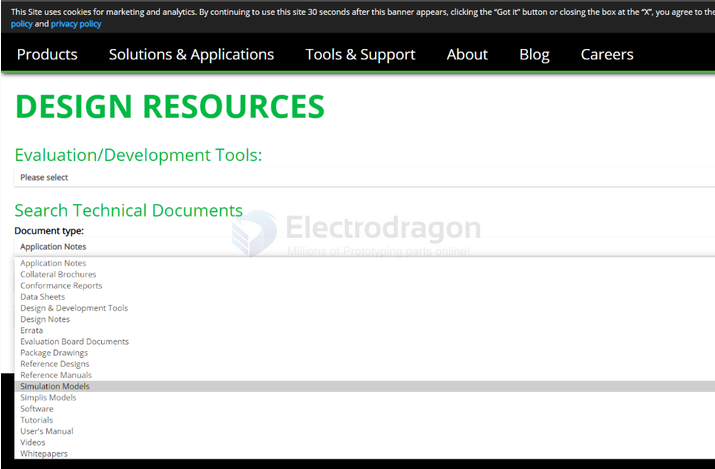 This Site uses cookies for marketing and analytics. By continuing to use this site 30 seconds after this banner appears, clicking the “Got it” button or closing the box at the “X”, you agree to the
policy and privacy policy
Products Solutions & Applications Tools & Support About Blog Careers
DESIGN RESOURCES
Evaluation/Development Tools:
Please select
Search Technical Documents
Electrodragon
Document type:
Millions of Prototyping parts online!
Application Notes
Application Notes
Collateral Brochures
Conformance Reports
Data Sheets
Design & Development Tools
Design Notes
Errata
Evaluation Board Documents
Package Drawings
Reference Designs
Reference Manuals
Simulation Models
Simplis Models
Software
Tutorials
User's Manual
Videos
Whitepapers